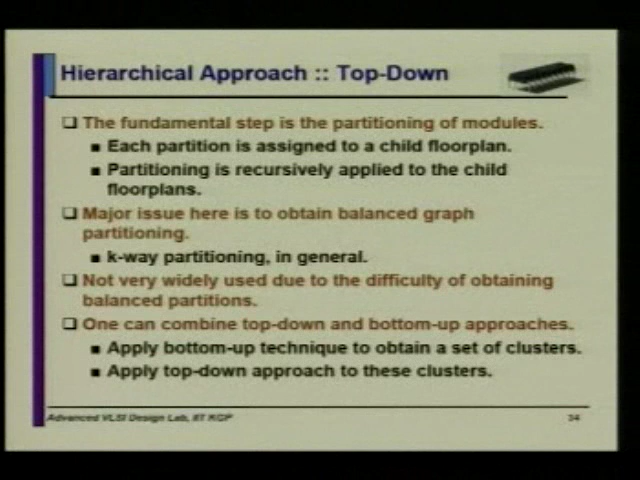 Hierarchical Approach :: Top-Down
❑ The fundamental step is the partitioning of modules.
■ Each partition is assigned to a child floorplan.
■ Partitioning is recursively applied to the child
floorplans.
❑ Major issue here is to obtain balanced graph
partitioning.
■ k-way partitioning, in general.
❑ Not very widely used due to the difficulty of obtaining
balanced partitions.
❑ One can combine top-down and bottom-up approaches.
■ Apply bottom-up technique to obtain a set of clusters.
■ Apply top-down approach to these clusters.
Advanced VLSI Design Lab, IIT KGP
34